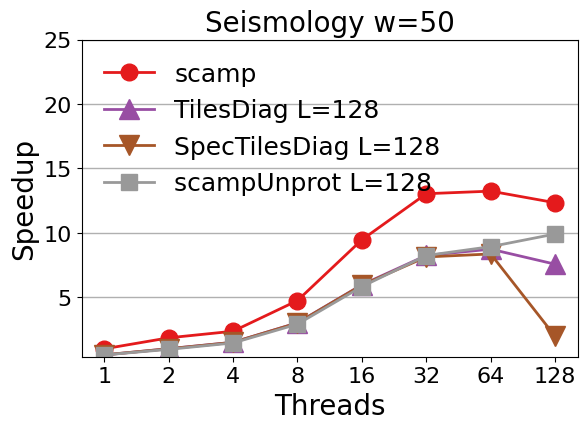 Seismology w=50
25
20
15
10
5
Speedup
scamp
TilesDiag L=128
SpecTilesDiag L=128
scampUnprot L=128
1 2 4 8 16 32 64 128
Threads